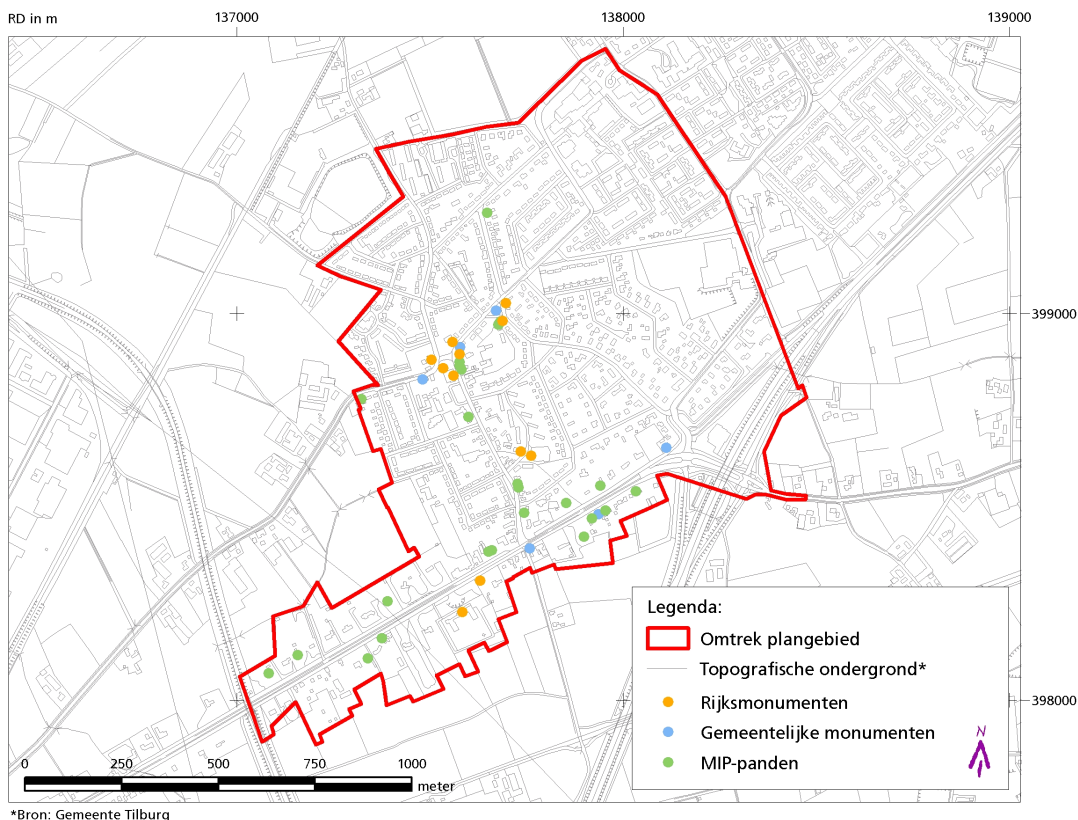 RD in m
137000
138000
139000
399000
398000
Legenda:
Omtrek plangebied
Topografische ondergrond*
Rijksmonumenten
Gemeentelijke monumenten
MIP-panden
N
0
250
500
750
1000
meter
*Bron: Gemeente Tilburg